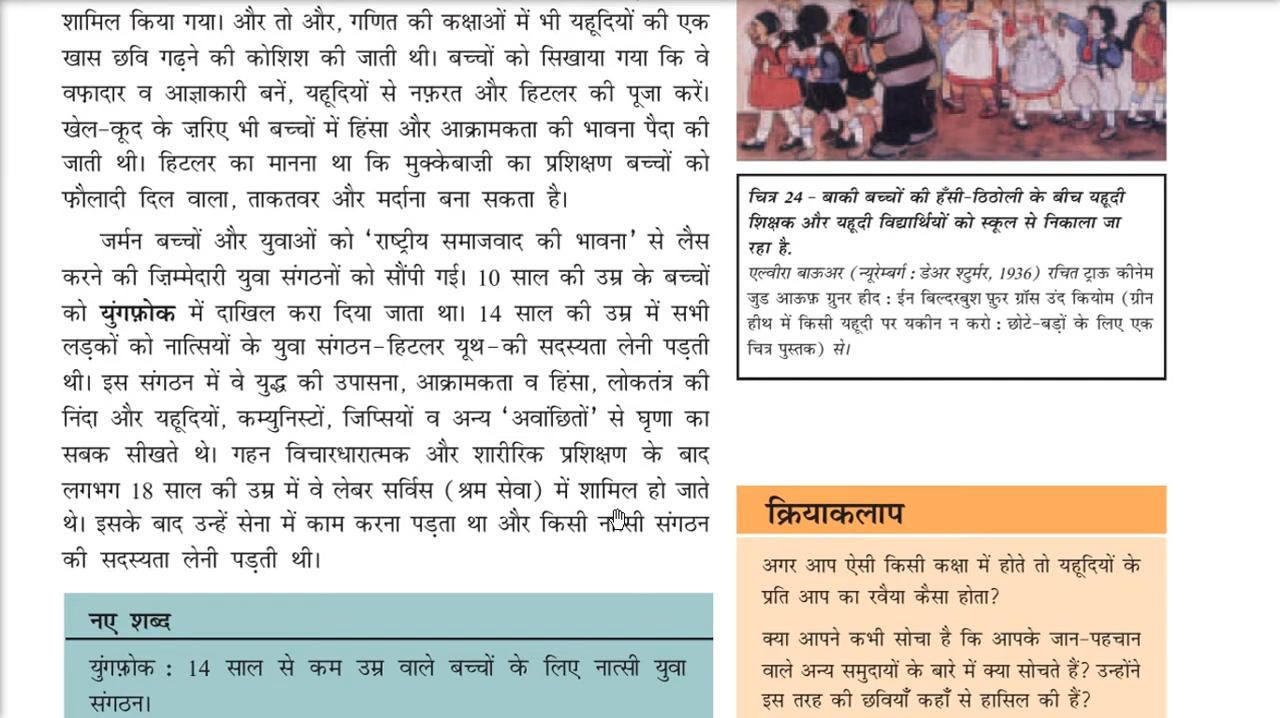 शामिल किया गया। और तो और, गणित की कक्षाओं में भी यहूदियों की एक
खास छवि गढ़ने की कोशिश की जाती थी। बच्चों को सिखाया गया कि वे
वफ़ादार व आज्ञाकारी बनें, यहूदियों से नफ़रत और हिटलर की पूजा करें।
खेल-कूद के ज़रिए भी बच्चों में हिंसा और आक्रामकता की भावना पैदा की
जाती थी। हिटलर का मानना था कि मुक्केबाज़ी का प्रशिक्षण बच्चों को
फ़ौलादी दिल वाला, ताकतवर और मर्दाना बना सकता है।
जर्मन बच्चों और युवाओं को ‘राष्ट्रीय समाजवाद की भावना’ से लैस
करने की ज़िम्मेदारी युवा संगठनों को सौंपी गई। 10 साल की उम्र के बच्चों
को युंगफ़ोक में दाखिल करा दिया जाता था। 14 साल की उम्र में सभी
लड़कों को नात्सियों के युवा संगठन-हिटलर यूथ-की सदस्यता लेनी पड़ती
थी। इस संगठन में वे युद्ध की उपासना, आक्रामकता व हिंसा, लोकतंत्र की
निंदा और यहूदियों, कम्युनिस्टों, जिप्सियों व अन्य ‘अवांछितों’ से घृणा का
सबक सीखते थे। गहन विचारधारात्मक और शारीरिक प्रशिक्षण के बाद
लगभग 18 साल की उम्र में वे लेबर सर्विस (श्रम सेवा) में शामिल हो जाते
थे। इसके बाद उन्हें सेना में काम करना पड़ता था और किसी नात्सी संगठन
की सदस्यता लेनी पड़ती थी।
नए शब्द
युंगफ़ोक : 14 साल से कम उम्र वाले बच्चों के लिए नात्सी युवा
संगठन।
चित्र 24 - बाकी बच्चों की हँसी-ठिठोली के बीच यहूदी
शिक्षक और यहूदी विद्यार्थियों को स्कूल से निकाला जा
रहा है.
एल्वीरा बाऊअर (न्यूरेम्बर्ग : डेअर श्टुर्मर, 1936) रचित ट्राऊ कीनेम
जुड आऊफ़ ग्रुनर हीद : ईन बिल्दरबुश फ़ुर ग्रॉस उंद कियोम (ग्रीन
हीथ में किसी यहूदी पर यकीन न करो : छोटे-बड़ों के लिए एक
चित्र पुस्तक) से।
क्रियाकलाप
अगर आप ऐसी किसी कक्षा में होते तो यहूदियों के
प्रति आप का रवैया कैसा होता?
क्या आपने कभी सोचा है कि आपके जान-पहचान
वाले अन्य समुदायों के बारे में क्या सोचते हैं? उन्होंने
इस तरह की छवियाँ कहाँ से हासिल की हैं?